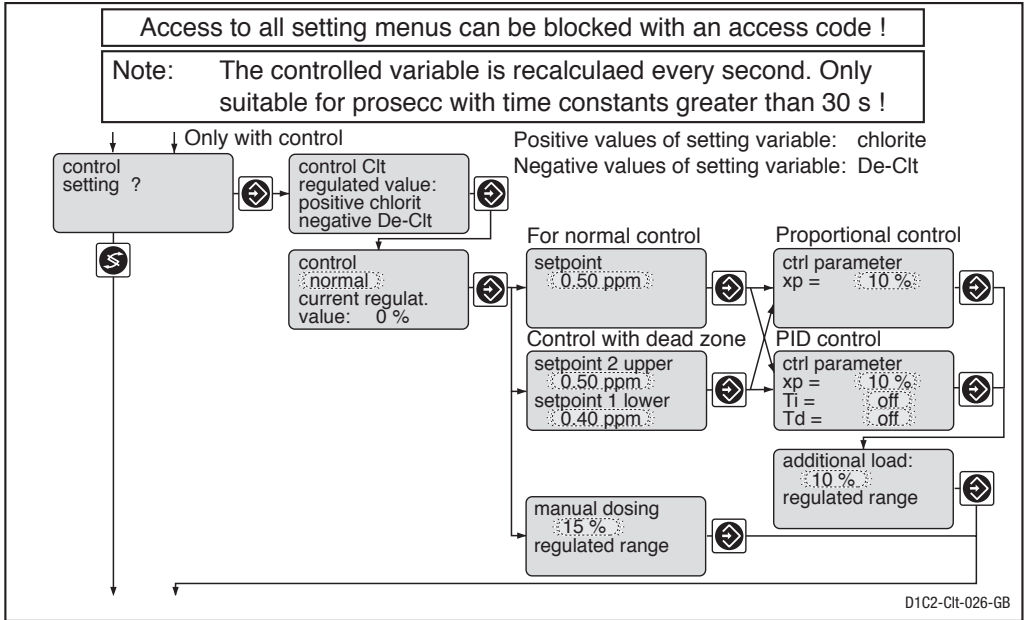 Access to all setting menus can be blocked with an access code !
Note: The controlled variable is recalculaed every second. Only
suitable for prosecc with time constants greater than 30 s !
Only with control
Positive values of setting variable: chlorite
Negative values of setting variable: De-Clt
control
setting ?
control Clt
regulated value:
positive chlorit
negative De-Clt
control
normal
current regulat.
value: 0 %
For normal control
setpoint
0.50 ppm
Proportional control
ctrl parameter
xp = 10 %
Control with dead zone
setpoint 2 upper
0.50 ppm
setpoint 1 lower
0.40 ppm
PID control
ctrl parameter
xp = 10 %
Ti = off
Td = off
additional load:
10 %
regulated range
manual dosing
15 %
regulated range
D1C2-Clt-026-GB